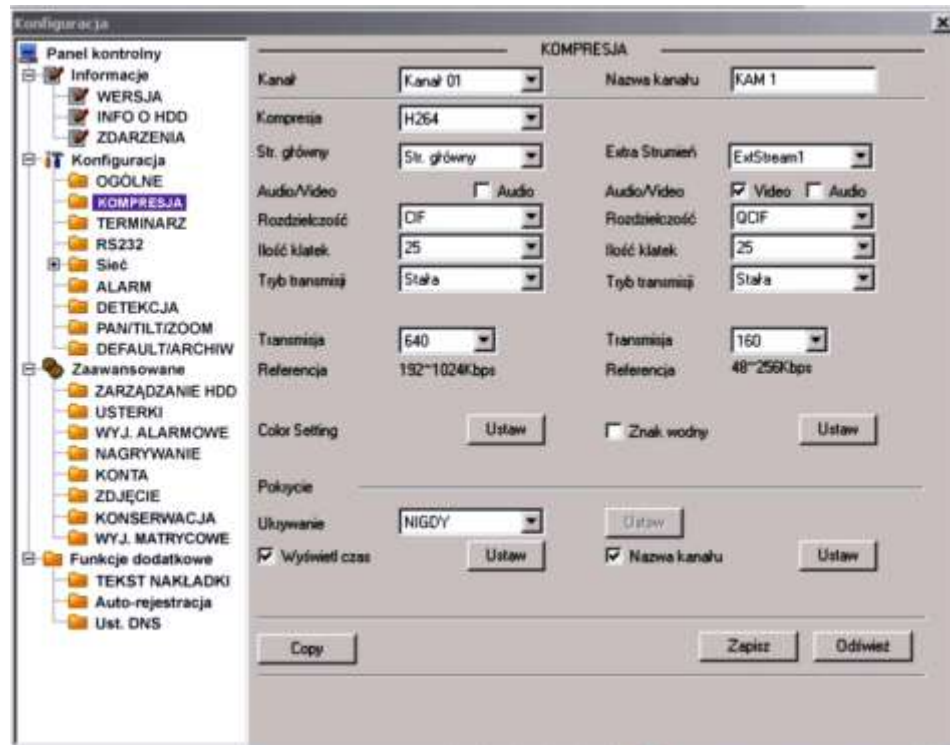 Konfiguracja
Panel kontrolny
Informacje
WERSJA
INFO O HDD
ZDARZENIA
Konfiguracja
OGÓLNE
KOMPRESJA
TERMINARZ
RS232
Sieć
ALARM
DETEKCJA
PAN/TILT/ZOOM
DEFAULT/ARCHIW
Zaawansowane
ZARZĄDZANIE HDD
USTERKI
WYJ. ALARMOWE
NAGRYWANIE
KONTA
ZDJĘCIE
KONSERWACJA
WYJ. MATRYCOWE
Funkcje dodatkowe
TEKST NAKŁADKI
Auto-rejestracja
Ust. DNS
KOMPRESJA
Kanał Kanał 01 Nazwa kanału KAM 1
Kompresja H264
Str. główny Str. główny Extra Strumień ExtStream1
Audio/Video Audio Audio/Video Video Audio
Rozdzielczość CIF Rozdzielczość QCIF
Ilość klatek 25 Ilość klatek 25
Tryb transmisji Stała Tryb transmisji Stała
Transmisja 640 Transmisja 160
Referencja 192~1024Kbps Referencja 48~256Kbps
Color Setting Ustaw Znak wodny Ustaw
Pokrycie
Ukrywanie NIGDY Ustaw
Wyświetl czas Ustaw Nazwa kanału Ustaw
Copy Zapisz Odśwież